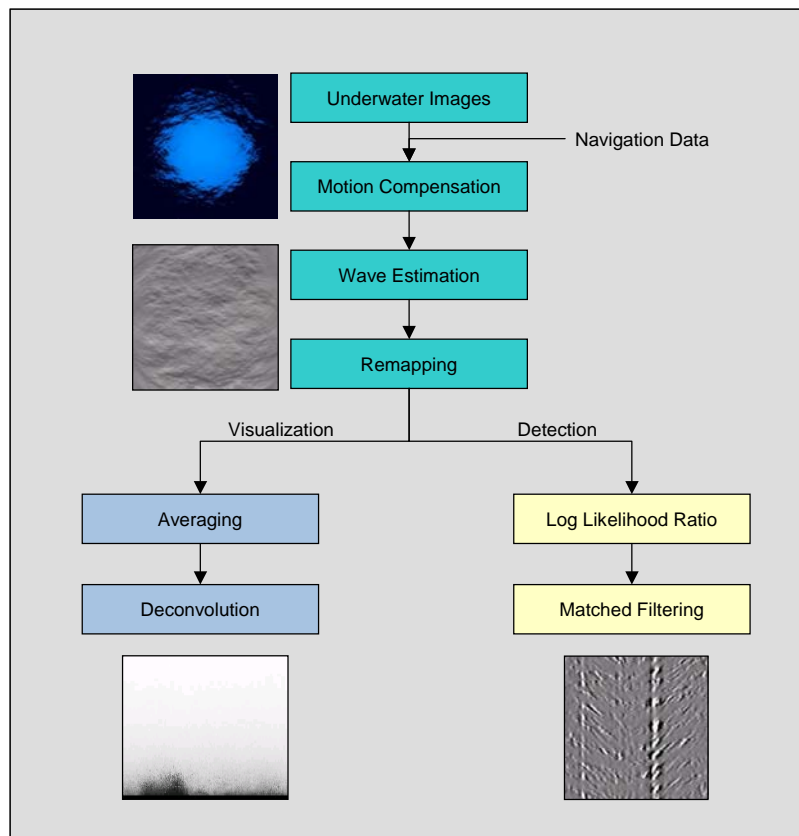 Underwater Images
Navigation Data
Motion Compensation
Wave Estimation
Remapping
Visualization
Detection
Averaging
Log Likelihood Ratio
Deconvolution
Matched Filtering